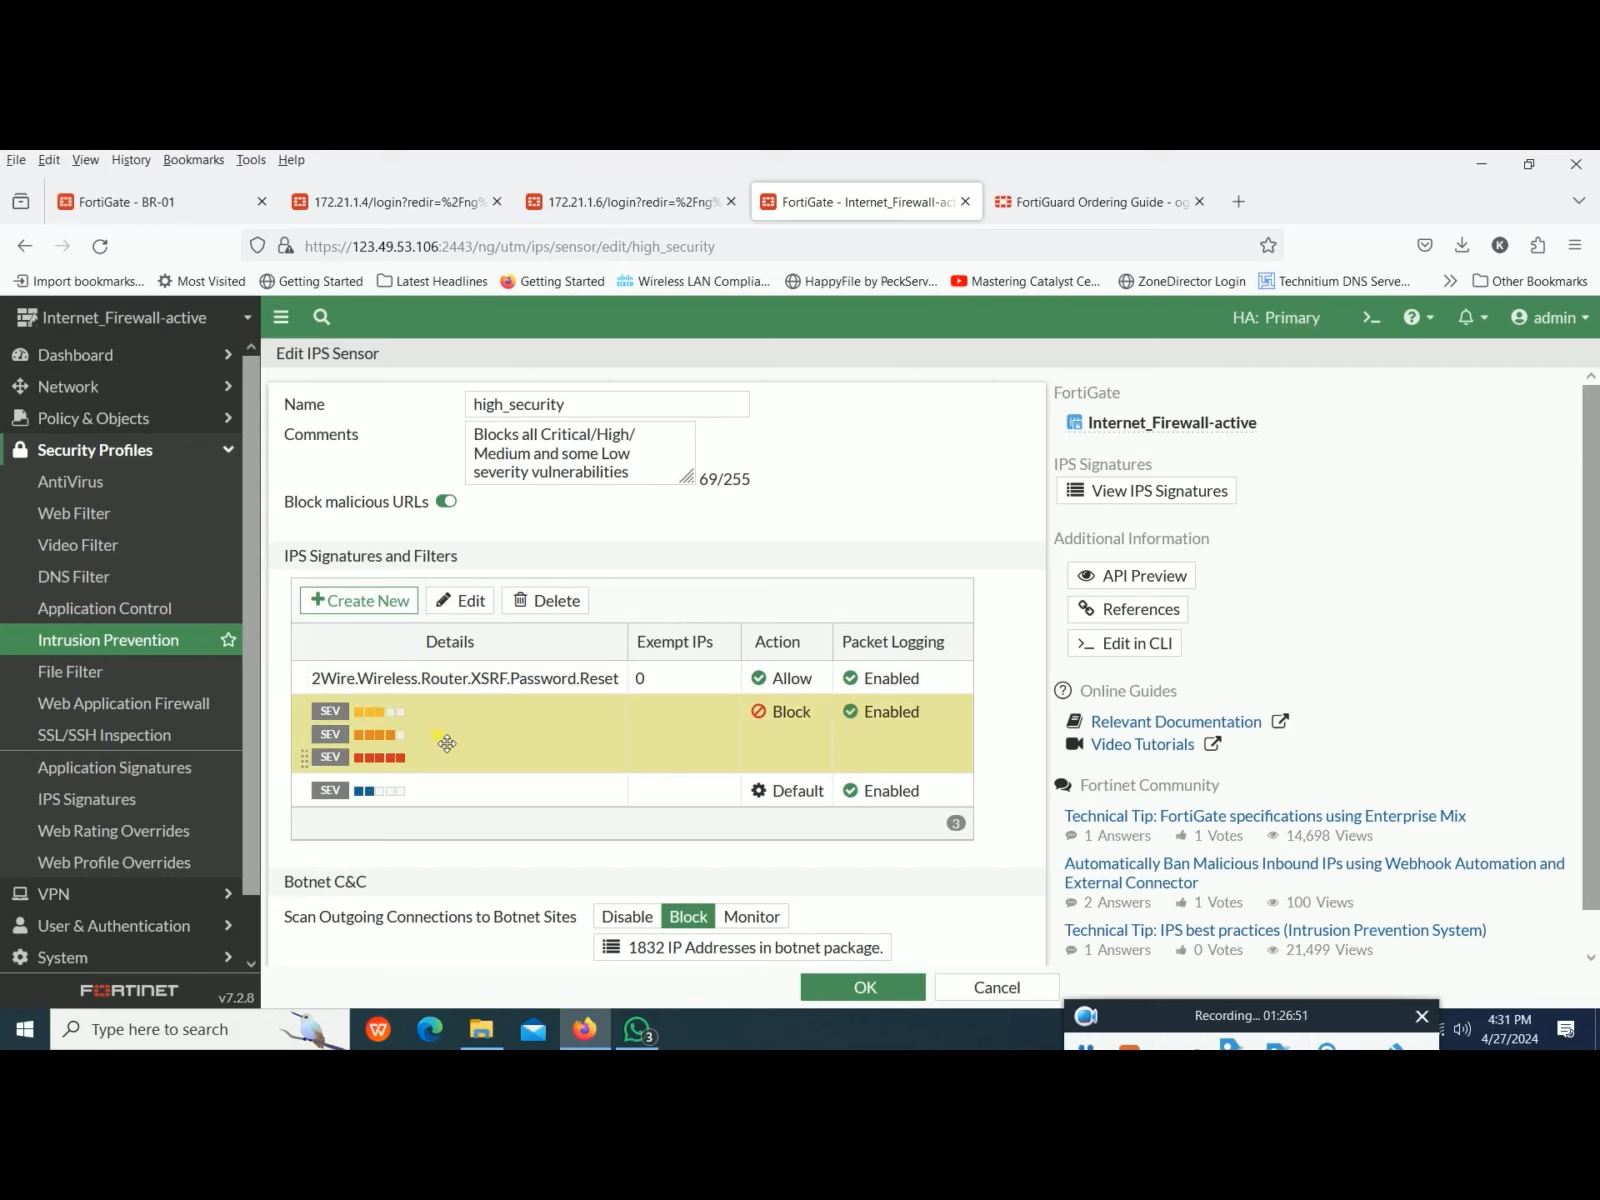 File Edit View History Bookmarks Tools Help
FortiGate - BR-01
172.21.1.4/login?redir=%2Fng%
172.21.1.6/login?redir=%2Fng%
FortiGate - Internet_Firewall-act
FortiGuard Ordering Guide - og
https://123.49.53.106:2443/ng/utm/ips/sensor/edit/high_security
K
Import bookmarks... Most Visited Getting Started Latest Headlines Getting Started Wireless LAN Complia... HappyFile by PeckServ... Mastering Catalyst Ce... ZoneDirector Login Technitium DNS Serve... Other Bookmarks
Internet_Firewall-active
HA: Primary
admin
Dashboard
Network
Policy & Objects
Security Profiles
AntiVirus
Web Filter
Video Filter
DNS Filter
Application Control
Intrusion Prevention
File Filter
Web Application Firewall
SSL/SSH Inspection
Application Signatures
IPS Signatures
Web Rating Overrides
Web Profile Overrides
VPN
User & Authentication
System
FORTINET
v7.2.8
Edit IPS Sensor
Name
high_security
Comments
Blocks all Critical/High/
Medium and some Low
severity vulnerabilities
69/255
Block malicious URLs
IPS Signatures and Filters
Create New Edit Delete
Details Exempt IPs Action Packet Logging
2Wire.Wireless.Router.XSRF.Password.Reset 0 Allow Enabled
SEV Block Enabled
SEV
SEV
SEV Default Enabled
3
Botnet C&C
Scan Outgoing Connections to Botnet Sites Disable Block Monitor
1832 IP Addresses in botnet package.
OK Cancel
FortiGate
Internet_Firewall-active
IPS Signatures
View IPS Signatures
Additional Information
API Preview
References
Edit in CLI
Online Guides
Relevant Documentation
Video Tutorials
Fortinet Community
Technical Tip: FortiGate specifications using Enterprise Mix
1 Answers 1 Votes 14,698 Views
Automatically Ban Malicious Inbound IPs using Webhook Automation and
External Connector
2 Answers 1 Votes 100 Views
Technical Tip: IPS best practices (Intrusion Prevention System)
1 Answers 0 Votes 21,499 Views
Type here to search
W
3
Recording... 01:26:51
4:31 PM
4/27/2024